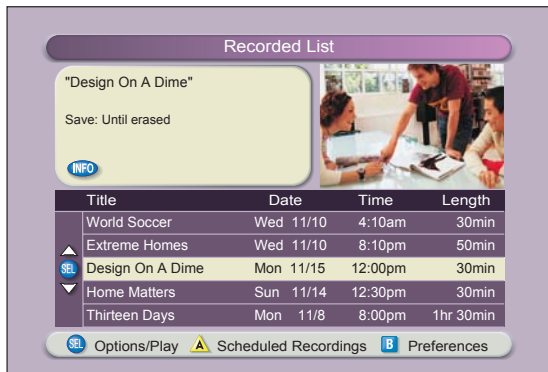 Recorded List
"Design On A Dime"
Save: Until erased
INFO
Title Date Time Length
World Soccer Wed 11/10 4:10am 30min
Extreme Homes Wed 11/10 8:10pm 50min
SEL Design On A Dime Mon 11/15 12:00pm 30min
Home Matters Sun 11/14 12:30pm 30min
Thirteen Days Mon 11/8 8:00pm 1hr 30min
SEL Options/Play A Scheduled Recordings B Preferences